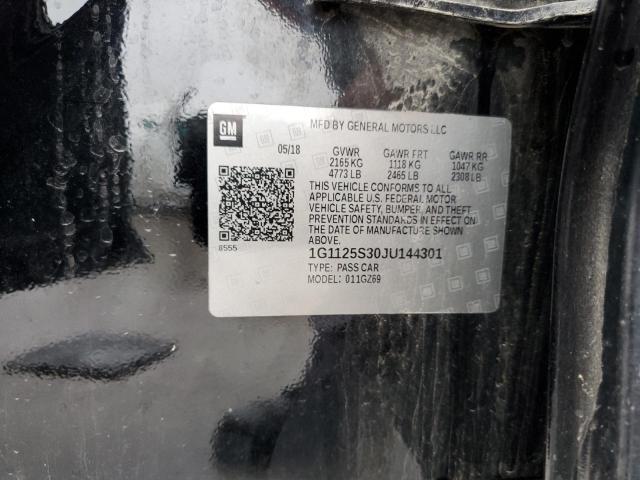 GM
MFD BY GENERAL MOTORS LLC
05/18 GVWR GAWR FRT GAWR RR
2165 KG 1118 KG 1047 KG
4773 LB 2465 LB 2308 LB
THIS VEHICLE CONFORMS TO ALL
APPLICABLE U.S. FEDERAL MOTOR
VEHICLE SAFETY, BUMPER, AND THEFT
PREVENTION STANDARDS IN EFFECT ON
THE DATE OF MANUFACTURE SHOWN
ABOVE.
8555
1G1125S30JU144301
TYPE: PASS CAR
MODEL: 011GZ69